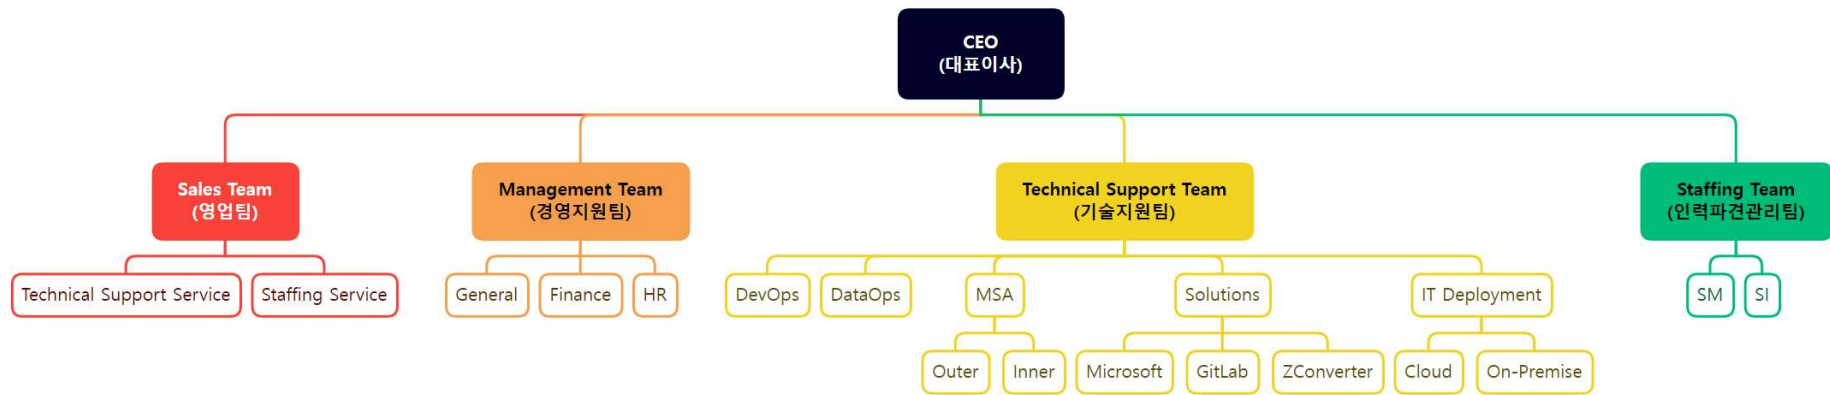 CEO
(대표이사)
Sales Team
(영업팀)
Management Team
(경영지원팀)
Technical Support Team
(기술지원팀)
Staffing Team
(인력파견관리팀)
Technical Support Service
Staffing Service
General
Finance
HR
DevOps
DataOps
MSA
Solutions
IT Deployment
SM
SI
Outer
Inner
Microsoft
GitLab
ZConverter
Cloud
On-Premise